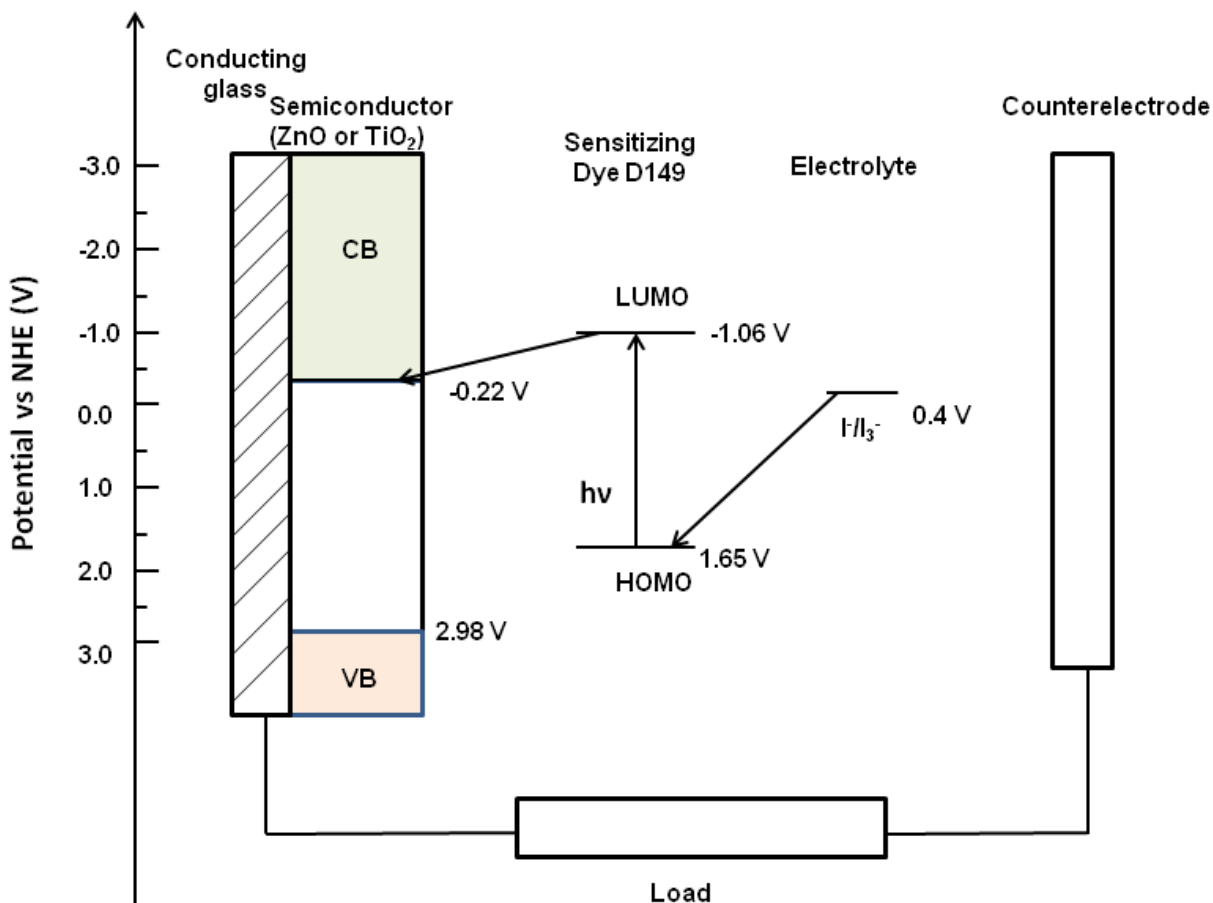 Conducting
glass
Semiconductor
(ZnO or TiO₂)
Sensitizing
Dye D149
Electrolyte
Counterelectrode
Potential vs NHE (V)
-3.0
-2.0
-1.0
0.0
1.0
2.0
3.0
CB
-0.22 V
2.98 V
VB
LUMO
-1.06 V
hν
1.65 V
HOMO
0.4 V
I⁻/I₃⁻
Load